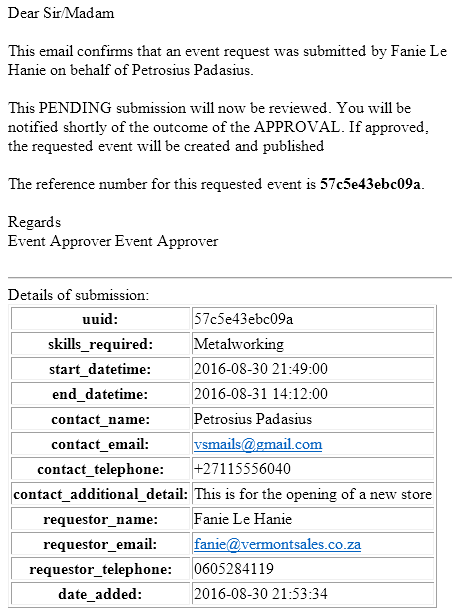 Dear Sir/Madam
This email confirms that an event request was submitted by Fanie Le
Hanie on behalf of Petrosius Padasius.
This PENDING submission will now be reviewed. You will be
notified shortly of the outcome of the APPROVAL. If approved,
the requested event will be created and published
The reference number for this requested event is 57c5e43ebc09a.
Regards
Event Approver Event Approver
Details of submission:
uuid: 57c5e43ebc09a
skills_required: Metalworking
start_datetime: 2016-08-30 21:49:00
end_datetime: 2016-08-31 14:12:00
contact_name: Petrosius Padasius
contact_email: vsmails@gmail.com
contact_telephone: +27115556040
contact_additional_detail: This is for the opening of a new store
requestor_name: Fanie Le Hanie
requestor_email: fanie@vermontsales.co.za
requestor_telephone: 0605284119
date_added: 2016-08-30 21:53:34